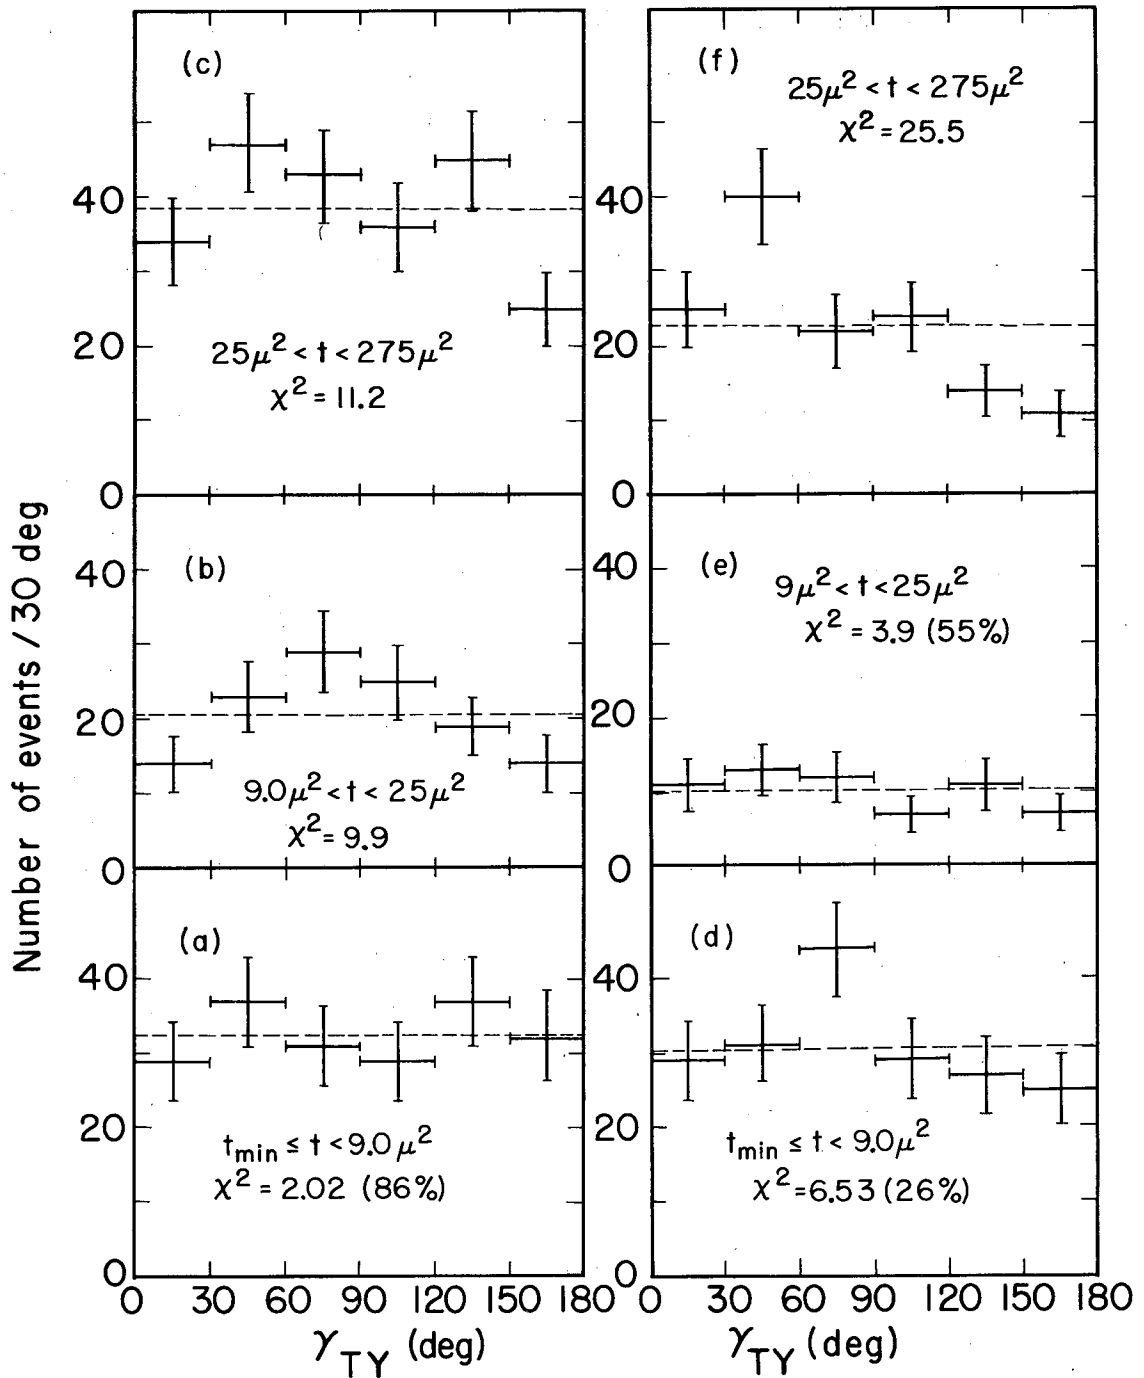 (c)
40
20
0
25μ² < t < 275μ²
χ² = 11.2
(f)
40
20
0
25μ² < t < 275μ²
χ² = 25.5
Number of events / 30 deg
(b)
40
20
0
9.0μ² < t < 25μ²
χ² = 9.9
(e)
40
20
0
9μ² < t < 25μ²
χ² = 3.9 (55%)
(a)
40
20
0
t_min ≤ t < 9.0μ²
χ² = 2.02 (86%)
(d)
40
20
0
t_min ≤ t < 9.0μ²
χ² = 6.53 (26%)
0 30 60 90 120 150 180
γ_TY (deg)
0 30 60 90 120 150 180
γ_TY (deg)